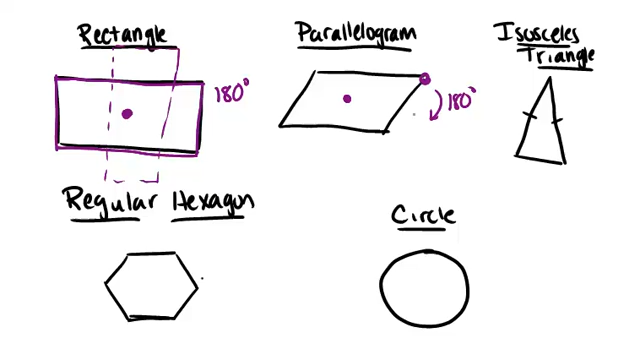 Rectangle
Parallelogram
Isosceles
Triangle
180°
180°
Regular Hexagon
Circle